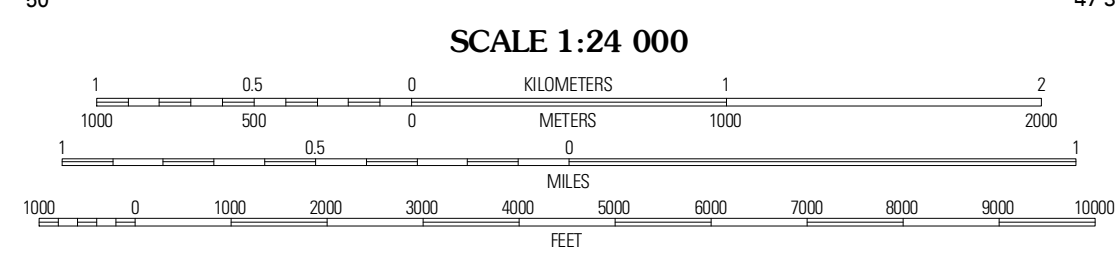 50
47 3
SCALE 1:24 000
1 0.5 0 KILOMETERS 1 2
1000 500 0 METERS 1000 2000
1 0.5 0 1
MILES
1000 0 1000 2000 3000 4000 5000 6000 7000 8000 9000 10000
FEET